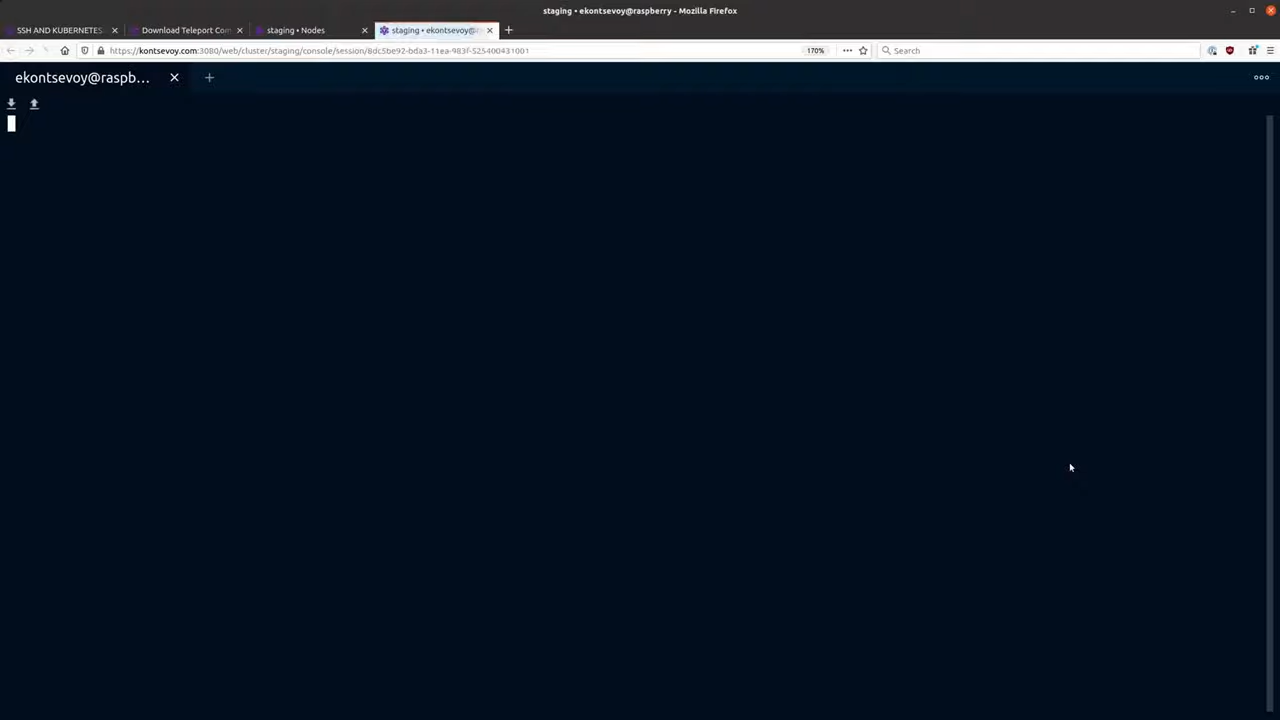 staging • ekontsevoy@raspberry - Mozilla Firefox
SSH AND KUBERNETES
Download Teleport Com
staging • Nodes
staging • ekontsevoy@
https://kontsevoy.com:3080/web/cluster/staging/console/session/8dc5be92-bda3-11ea-983f-525400431001
170%
Search
ekontsevoy@raspb...